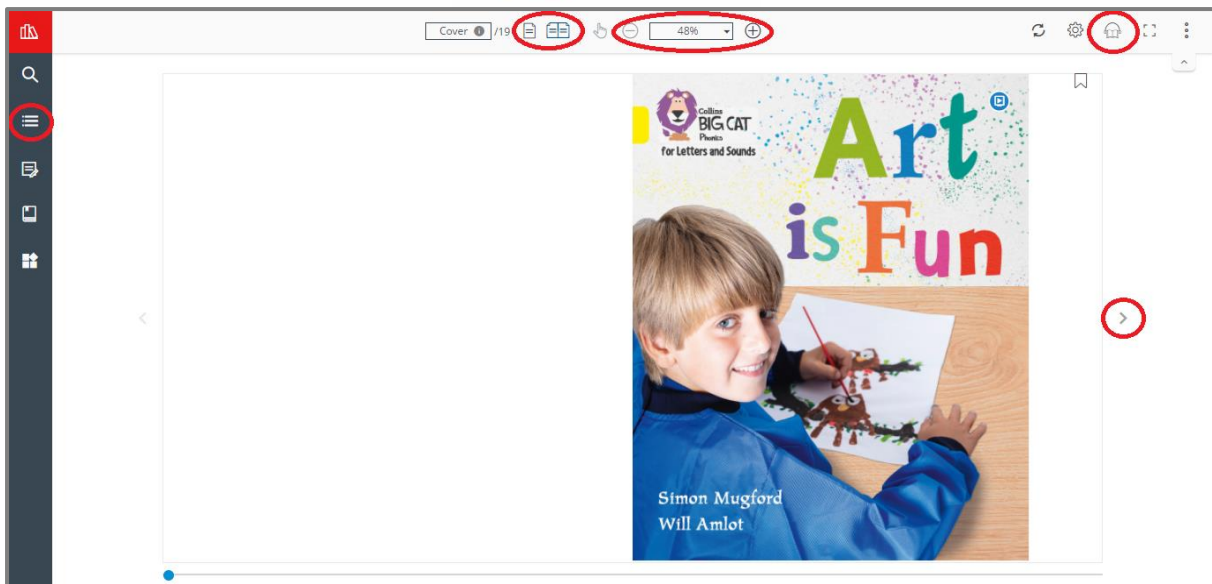 Cover /19
48%
Collins
BIG CAT
Phonics
for Letters and Sounds
Art
is Fun
Simon Mugford
Will Amlot